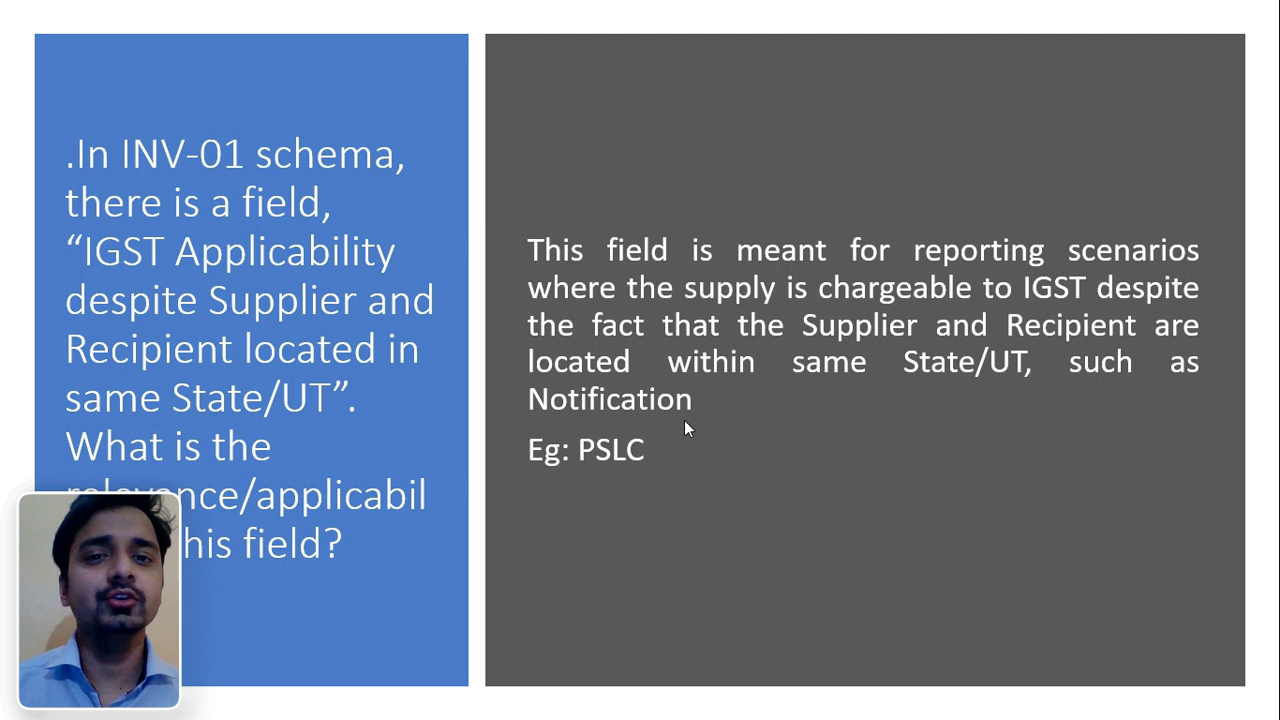 .In INV-01 schema,
there is a field,
“IGST Applicability
despite Supplier and
Recipient located in
same State/UT”.
What is the
relevance/applicabil
his field?
This field is meant for reporting scenarios
where the supply is chargeable to IGST despite
the fact that the Supplier and Recipient are
located within same State/UT, such as
Notification
Eg: PSLC